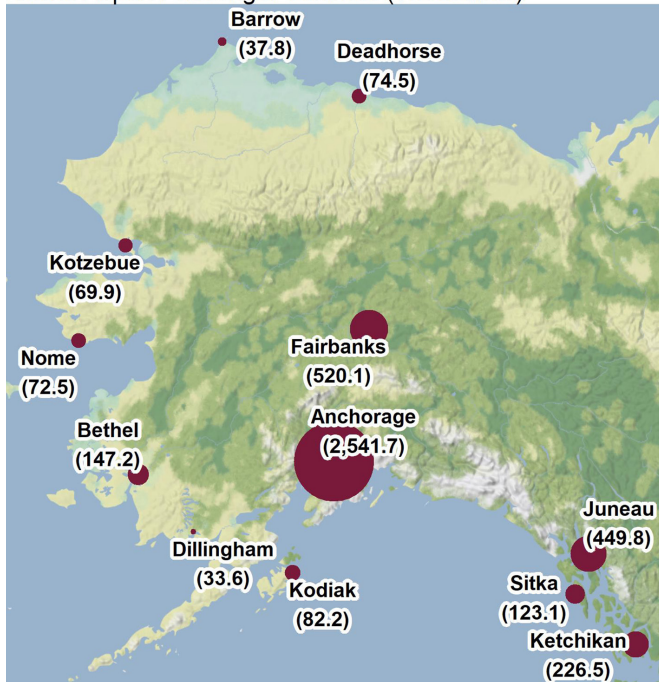 Barrow
(37.8)
Deadhorse
(74.5)
Kotzebue
(69.9)
Nome
(72.5)
Fairbanks
(520.1)
Anchorage
(2,541.7)
Bethel
(147.2)
Dillingham
(33.6)
Kodiak
(82.2)
Juneau
(449.8)
Sitka
(123.1)
Ketchikan
(226.5)